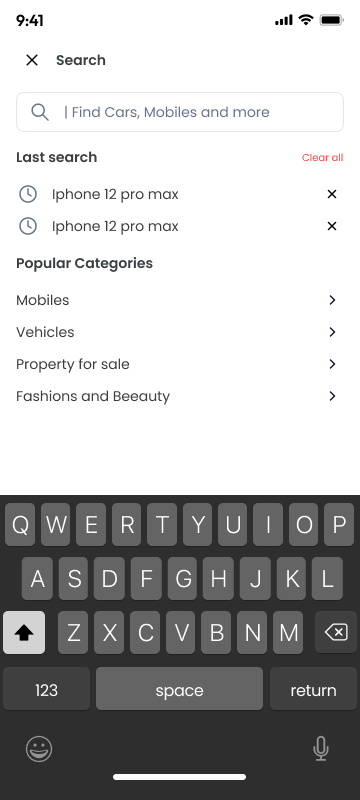 9:41
Search
| Find Cars, Mobiles and more
Last search
Clear all
Iphone 12 pro max
Iphone 12 pro max
Popular Categories
Mobiles
Vehicles
Property for sale
Fashions and Beeauty
Q W E R T Y U I O P
A S D F G H J K L
Z X C V B N M
123 space return